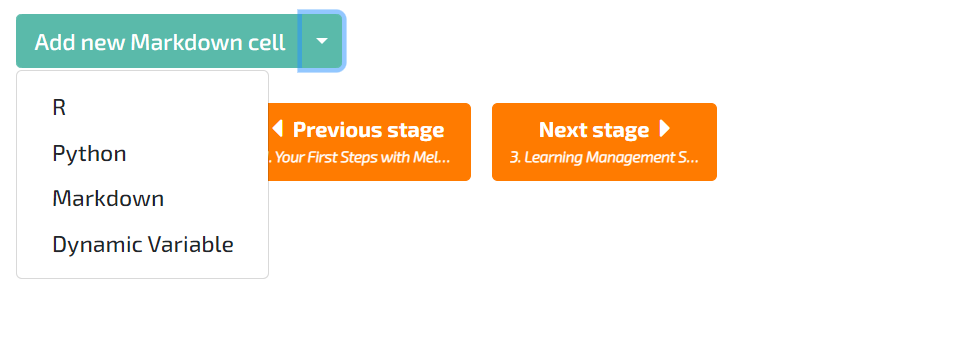 Add new Markdown cell
R
Python
Markdown
Dynamic Variable
Previous stage
. Your First Steps with Mel...
Next stage
3. Learning Management S...